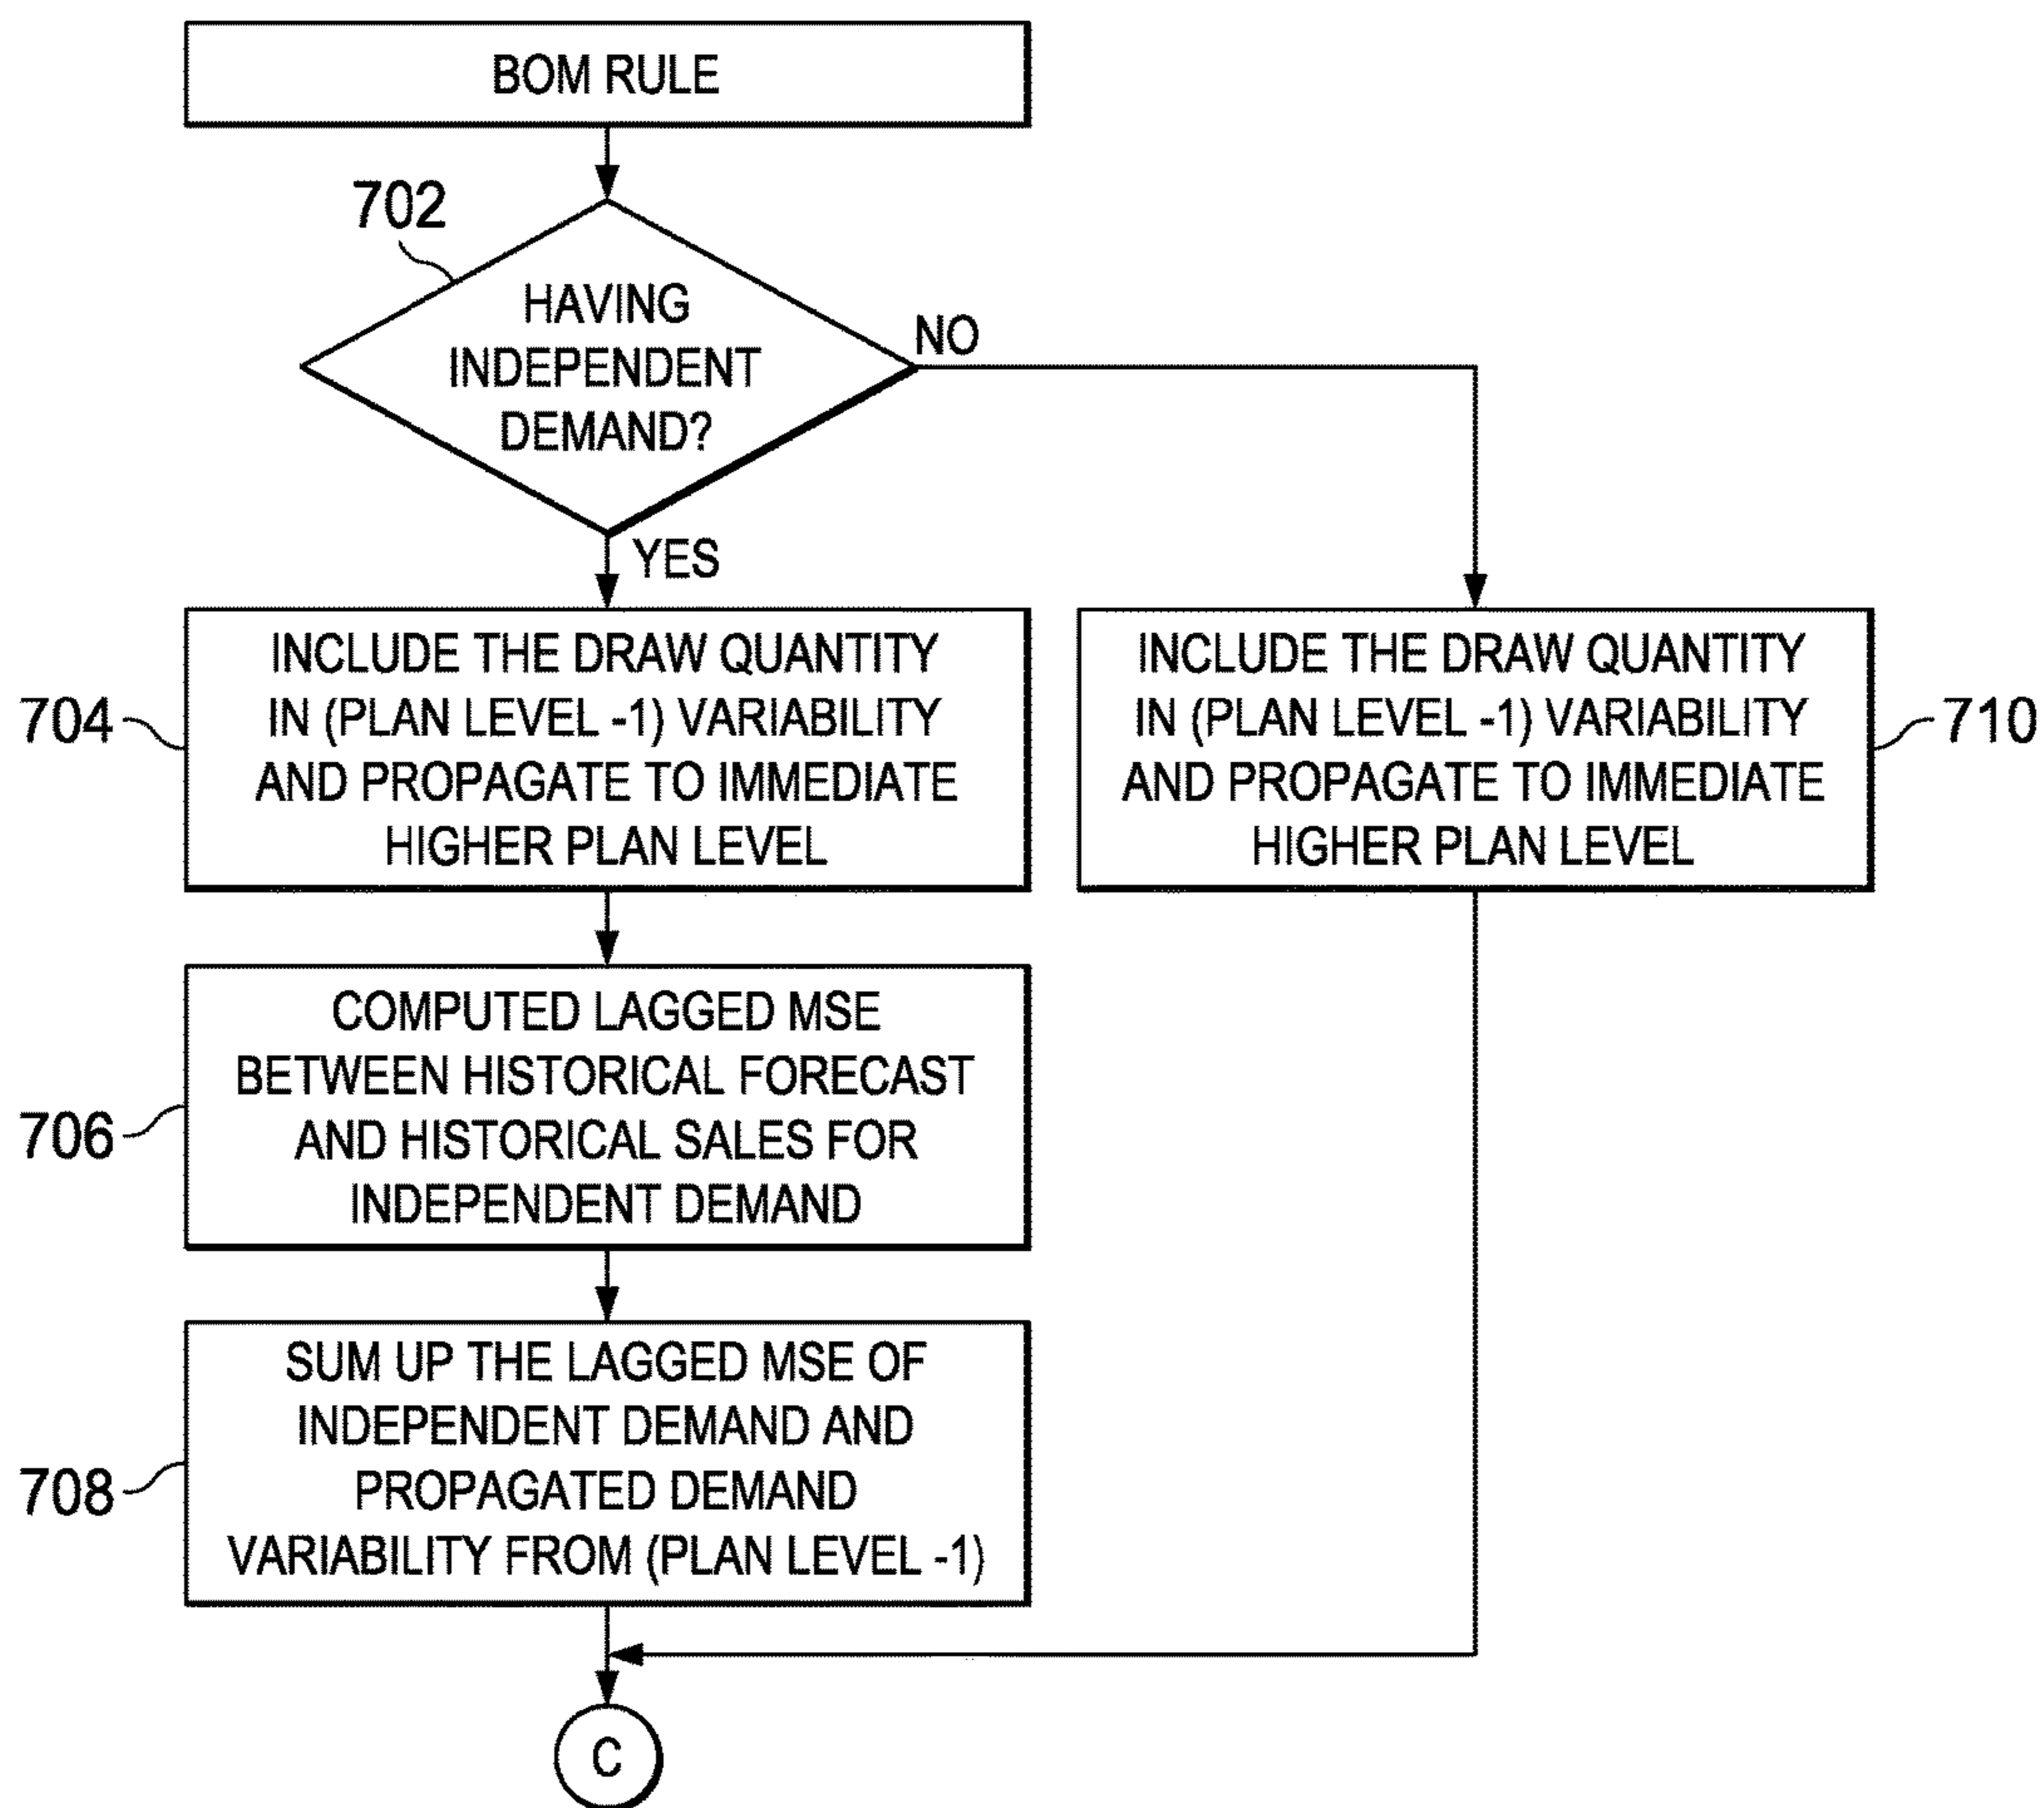 BOM RULE
702
HAVING
INDEPENDENT
DEMAND?
NO
YES
704
INCLUDE THE DRAW QUANTITY
IN (PLAN LEVEL -1) VARIABILITY
AND PROPAGATE TO IMMEDIATE
HIGHER PLAN LEVEL
INCLUDE THE DRAW QUANTITY
IN (PLAN LEVEL -1) VARIABILITY
AND PROPAGATE TO IMMEDIATE
HIGHER PLAN LEVEL
710
706
COMPUTED LAGGED MSE
BETWEEN HISTORICAL FORECAST
AND HISTORICAL SALES FOR
INDEPENDENT DEMAND
708
SUM UP THE LAGGED MSE OF
INDEPENDENT DEMAND AND
PROPAGATED DEMAND
VARIABILITY FROM (PLAN LEVEL -1)
C